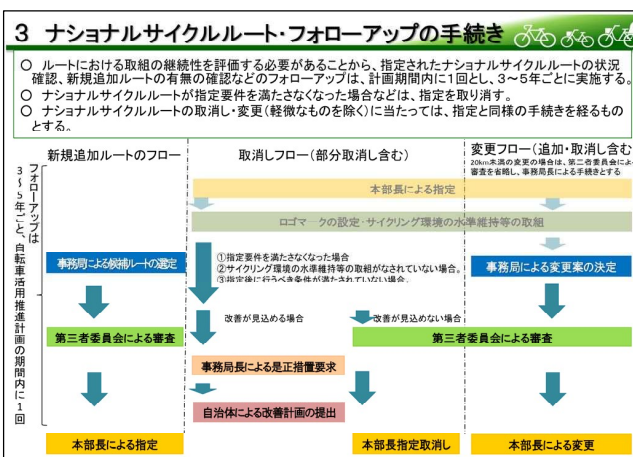 3 ナショナルサイクルルート・フォローアップの手続き
○ ルートにおける取組の継続性を評価する必要があることから、指定されたナショナルサイクルルートの状況
確認、新規追加ルートの有無の確認などのフォローアップは、計画期間内に1回とし、3～5年ごとに実施する。
○ ナショナルサイクルルートが指定要件を満たさなくなった場合などは、指定を取り消す。
○ ナショナルサイクルルートの取消し・変更(軽微なものを除く)に当たっては、指定と同様の手続きを経るもの
とする。
フォローアップは
3～5年ごと、自転車活用推進計画の期間内に1回
新規追加ルートのフロー
取消しフロー(部分取消し含む)
変更フロー(追加・取消し含む
20km未満の変更の場合は、第三者委員会によ
審査を省略し、事務局長による手続きとする
本部長による指定
ロゴマークの設定・サイクリング環境の水準維持等の取組
事務局による候補ルートの選定
①指定要件を満たさなくなった場合
②サイクリング環境の水準維持等の取組がなされていない場合。
③指定後に行うべき条件が満たされていない場合。
事務局による変更案の決定
改善が見込める場合
改善が見込めない場合
第三者委員会による審査
第三者委員会による審査
事務局長による是正措置要求
自治体による改善計画の提出
本部長による指定
本部長指定取消し
本部長による変更